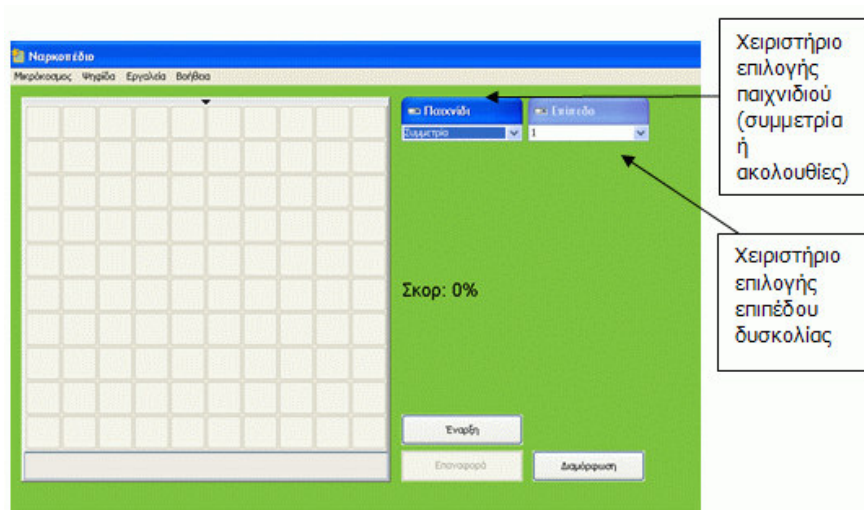 Ναρκοπέδιο
Μικρόκοσμος Ψηφίδα Εργαλεία Βοήθεια
Παιχνίδι
Επίπεδο
Συμμετρία
1
Σκορ: 0%
Έναρξη
Επαναφορά
Διαμόρφωση
Χειριστήριο
επιλογής
παιχνιδιού
(συμμετρία
ή
ακολουθίες)
Χειριστήριο
επιλογής
επιπέδου
δυσκολίας